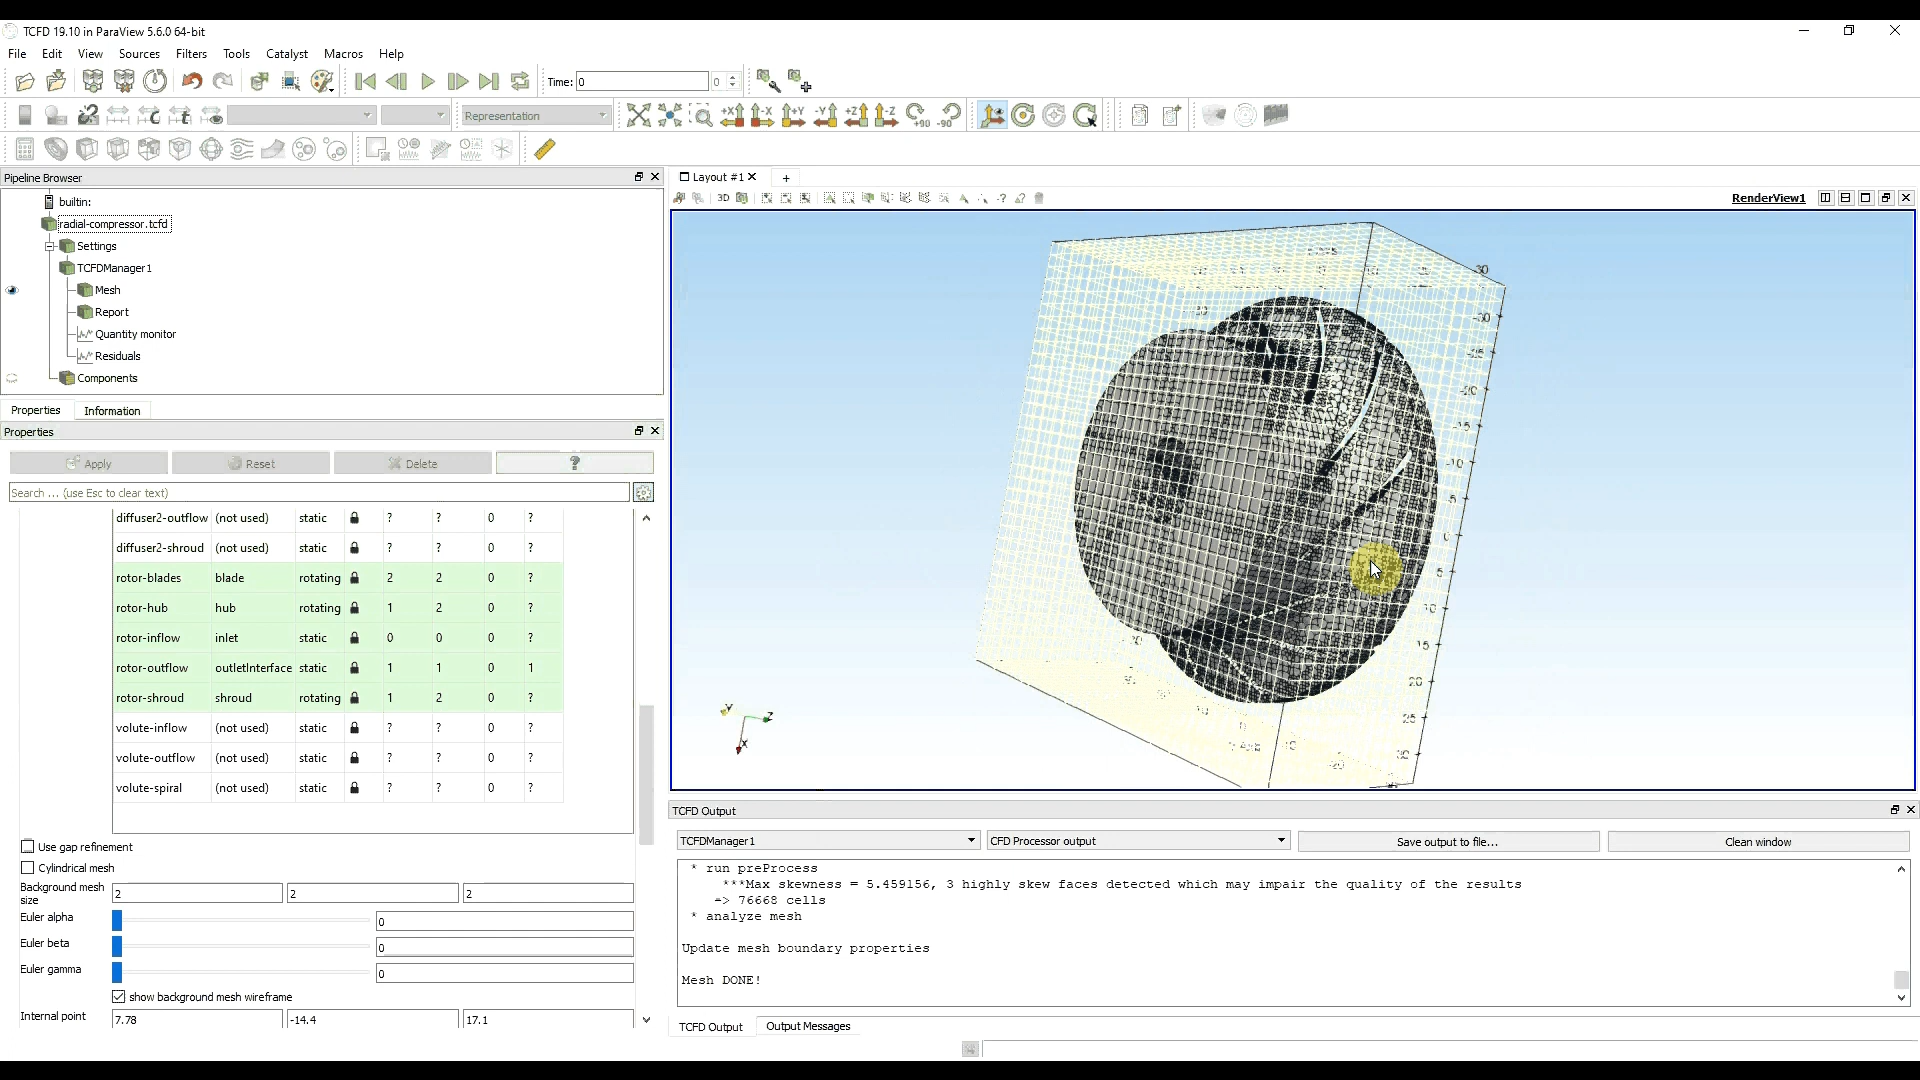 TCFD 19.10 in ParaView 5.6.0 64-bit
File Edit View Sources Filters Tools Catalyst Macros Help
Time: 0 0
Representation
+X -X +Y -Y +Z -Z +90 -90
Pipeline Browser
builtin:
radial-compressor.tcfd
Settings
TCFDManager1
Mesh
Report
Quantity monitor
Residuals
Components
Properties Information
Properties
Apply Reset Delete ?
Search ... (use Esc to clear text)
diffuser2-outflow (not used) static ? ? 0 ?
diffuser2-shroud (not used) static ? ? 0 ?
rotor-blades blade rotating 2 2 0 ?
rotor-hub hub rotating 1 2 0 ?
rotor-inflow inlet static 0 0 0 ?
rotor-outflow outletInterface static 1 1 0 1
rotor-shroud shroud rotating 1 2 0 ?
volute-inflow (not used) static ? ? 0 ?
volute-outflow (not used) static ? ? 0 ?
volute-spiral (not used) static ? ? 0 ?
Use gap refinement
Cylindrical mesh
Background mesh size 2 2 2
Euler alpha 0
Euler beta 0
Euler gamma 0
show background mesh wireframe
Internal point 7.78 -14.4 17.1
Layout #1 +
3D
RenderView1
Y Z X
TCFD Output
TCFDManager1 CFD Processor output Save output to file... Clean window
* run preProcess
***Max skewness = 5.459156, 3 highly skew faces detected which may impair the quality of the results
=> 76668 cells
* analyze mesh
Update mesh boundary properties
Mesh DONE!
TCFD Output Output Messages